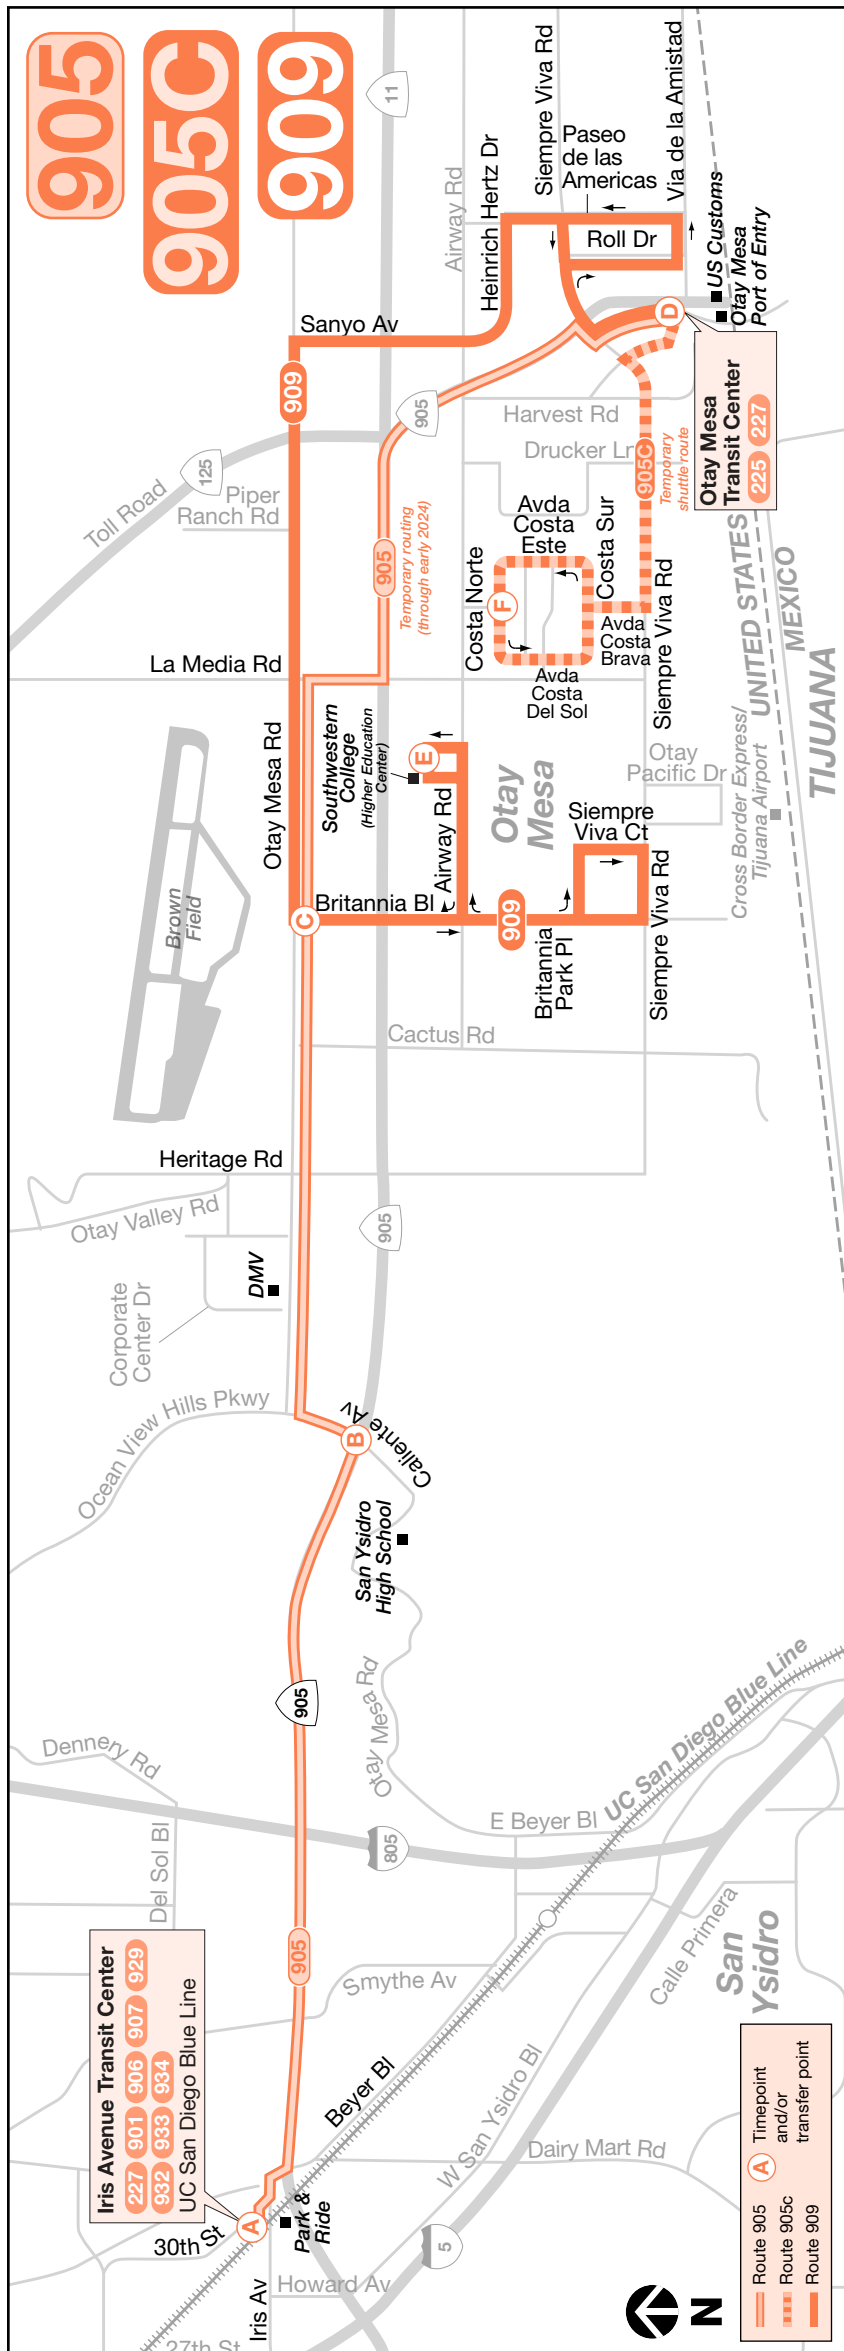 905
905C
909
11
Siempre Viva Rd
Paseo
de las
Americas
Via de la Amistad
Airway Rd
Heinrich Hertz Dr
Roll Dr
US Customs
Otay Mesa
Port of Entry
Sanyo Av
D
909
905
Harvest Rd
Drucker Ln
905C
Temporary
shuttle route
Otay Mesa
Transit Center
225 227
125
Toll Road
Piper
Ranch Rd
905
Temporary routing
(through early 2024)
Avda
Costa
Este
Costa Sur
Costa Norte
F
Avda
Costa
Brava
Siempre Viva Rd
Avda
Costa
Del Sol
UNITED STATES
MEXICO
TIJUANA
La Media Rd
Otay Mesa Rd
Southwestern
College
(Higher Education
Center)
E
Airway Rd
Otay
Mesa
Otay
Pacific Dr
Siempre
Viva Ct
Cross Border Express/
Tijuana Airport
Brown
Field
C
Britannia Bl
909
Britannia
Park Pl
Siempre Viva Rd
Cactus Rd
Heritage Rd
Otay Valley Rd
905
DMV
Corporate
Center Dr
Ocean View Hills Pkwy
Caliente Av
B
San Ysidro
High School
905
Otay Mesa Rd
Dennery Rd
UC San Diego Blue Line
E Beyer Bl
805
Del Sol Bl
905
Smythe Av
Calle Primera
San
Ysidro
Iris Avenue Transit Center
227 901 906 907 929
932 933 934
UC San Diego Blue Line
Beyer Bl
W San Ysidro Bl
Dairy Mart Rd
A
30th St
Park &
Ride
5
Iris Av
Howard Av
27th St
N
Route 905
Route 905c
Route 909
A
Timepoint
and/or
transfer point